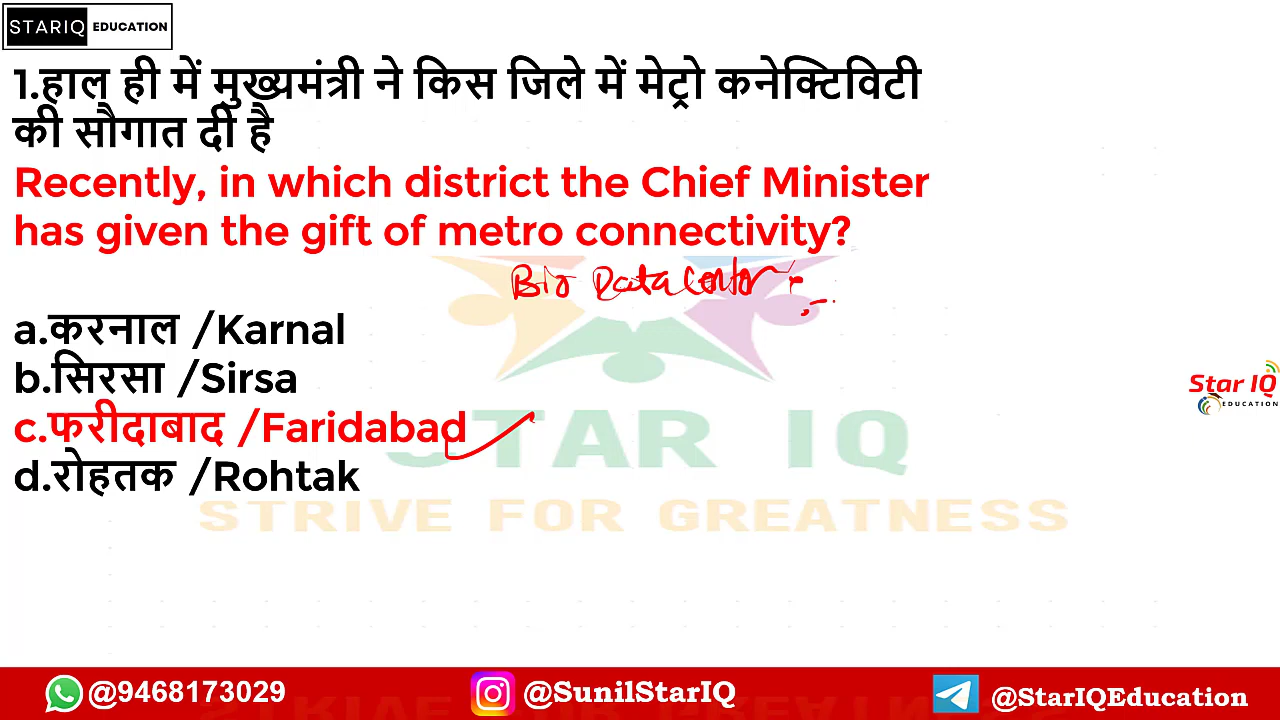 STARIQ EDUCATION
1.हाल ही में मुख्यमंत्री ने किस जिले में मेट्रो कनेक्टिविटी
की सौगात दी है
Recently, in which district the Chief Minister
has given the gift of metro connectivity?
Bio Data Center
a.करनाल /Karnal
b.सिरसा /Sirsa
c.फरीदाबाद /Faridabad
d.रोहतक /Rohtak
STAR IQ
STRIVE FOR GREATNESS
Star IQ
EDUCATION
@9468173029 @SunilStarIQ @StarIQEducation